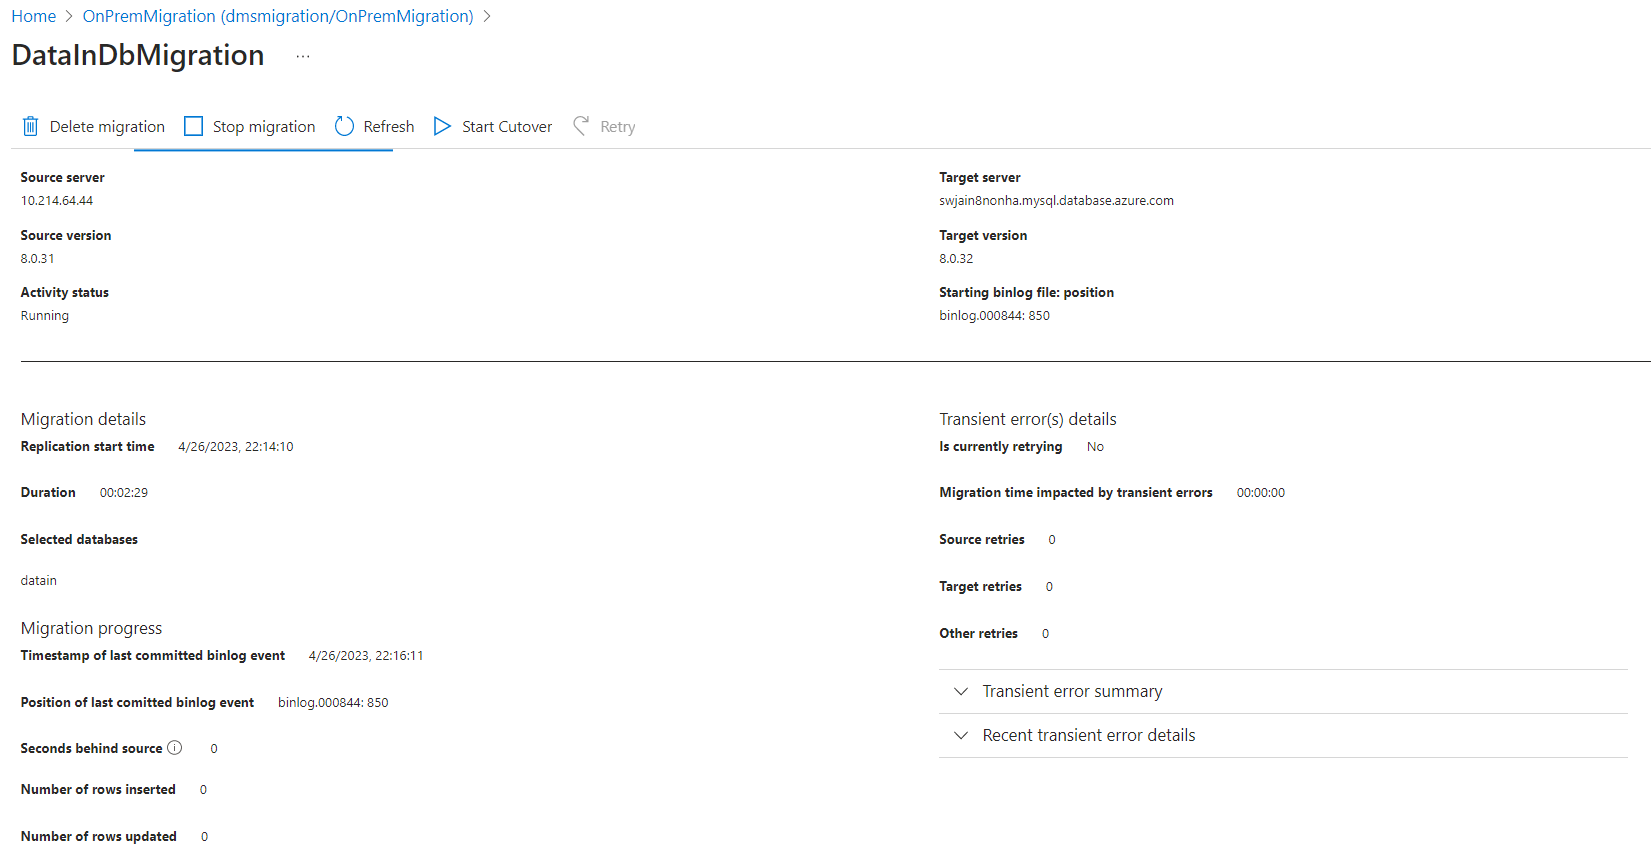 Home > OnPremMigration (dmsmigration/OnPremMigration) >
DataInDbMigration ...
Delete migration Stop migration Refresh Start Cutover Retry
Source server
10.214.64.44
Target server
swjain8nonha.mysql.database.azure.com
Source version
8.0.31
Target version
8.0.32
Activity status
Running
Starting binlog file: position
binlog.000844: 850
Migration details
Replication start time 4/26/2023, 22:14:10
Duration 00:02:29
Selected databases
datain
Migration progress
Timestamp of last committed binlog event 4/26/2023, 22:16:11
Position of last comitted binlog event binlog.000844: 850
Seconds behind source 0
Number of rows inserted 0
Number of rows updated 0
Transient error(s) details
Is currently retrying No
Migration time impacted by transient errors 00:00:00
Source retries 0
Target retries 0
Other retries 0
Transient error summary
Recent transient error details